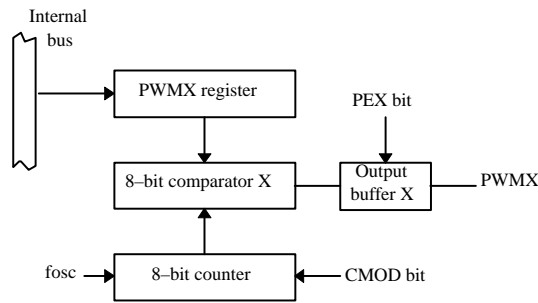 Internal
bus
PWMX register
PEX bit
8–bit comparator X
Output
buffer X
PWMX
fosc
8–bit counter
CMOD bit